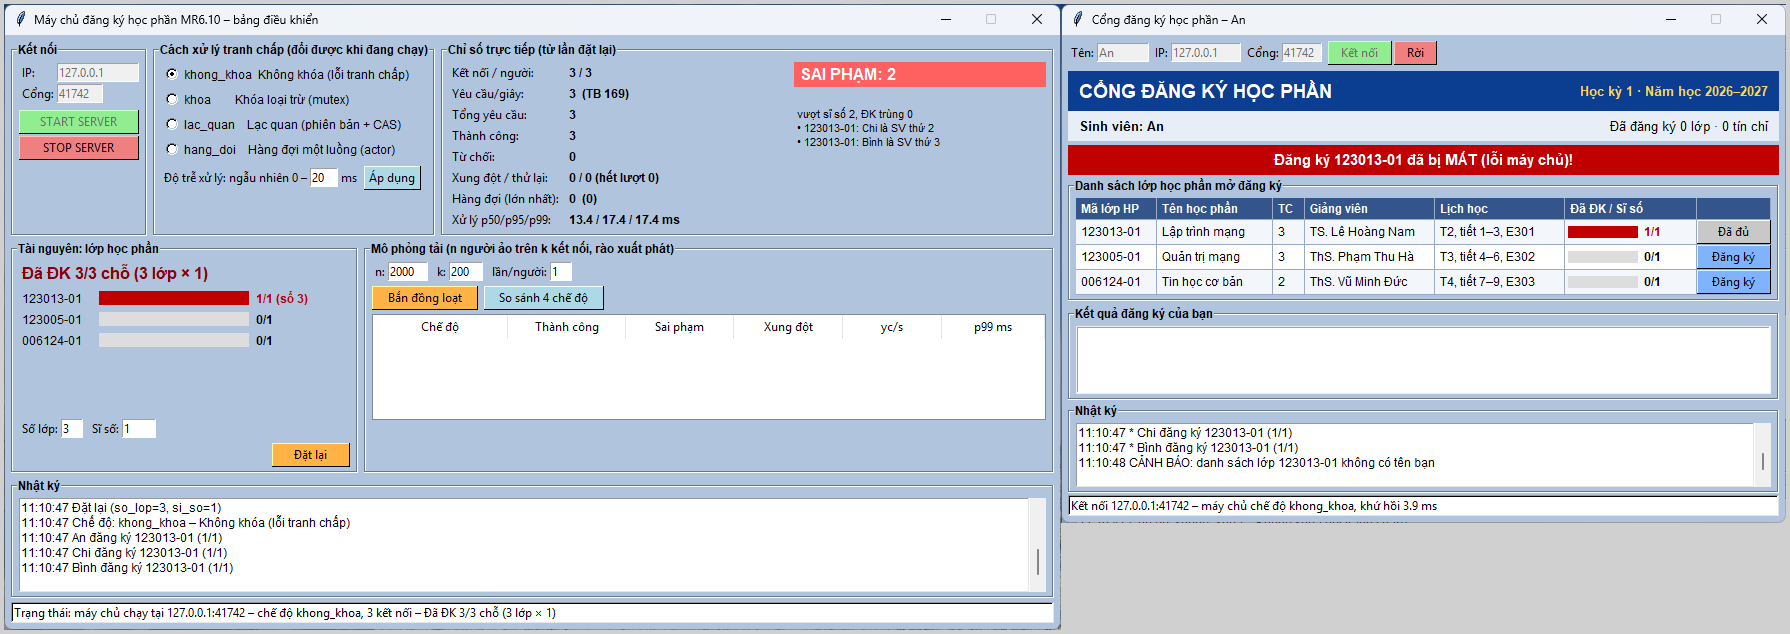 Máy chủ đăng ký học phần MR6.10 – bảng điều khiển
Kết nối
IP: 127.0.0.1
Cổng: 41742
START SERVER
STOP SERVER
Cách xử lý tranh chấp (đổi được khi đang chạy)
khong_khoa Không khóa (lỗi tranh chấp)
khoa Khóa loại trừ (mutex)
lac_quan Lạc quan (phiên bản + CAS)
hang_doi Hàng đợi một luồng (actor)
Độ trễ xử lý: ngẫu nhiên 0 – 20 ms Áp dụng
Chỉ số trực tiếp (từ lần đặt lại)
Kết nối / người: 3 / 3
Yêu cầu/giây: 3 (TB 169)
Tổng yêu cầu: 3
Thành công: 3
Từ chối: 0
Xung đột / thử lại: 0 / 0 (hết lượt 0)
Hàng đợi (lớn nhất): 0 (0)
Xử lý p50/p95/p99: 13.4 / 17.4 / 17.4 ms
SAI PHẠM: 2
vượt sĩ số 2, ĐK trùng 0
• 123013-01: Chi là SV thứ 2
• 123013-01: Bình là SV thứ 3
Tài nguyên: lớp học phần
Đã ĐK 3/3 chỗ (3 lớp × 1)
123013-01 1/1 (số 3)
123005-01 0/1
006124-01 0/1
Số lớp: 3 Sĩ số: 1
Đặt lại
Mô phỏng tải (n người ảo trên k kết nối, rào xuất phát)
n: 2000 k: 200 lần/người: 1
Bắn đồng loạt So sánh 4 chế độ
Chế độ Thành công Sai phạm Xung đột yc/s p99 ms
Nhật ký
11:10:47 Đặt lại (so_lop=3, si_so=1)
11:10:47 Chế độ: khong_khoa – Không khóa (lỗi tranh chấp)
11:10:47 An đăng ký 123013-01 (1/1)
11:10:47 Chi đăng ký 123013-01 (1/1)
11:10:47 Bình đăng ký 123013-01 (1/1)
Trạng thái: máy chủ chạy tại 127.0.0.1:41742 – chế độ khong_khoa, 3 kết nối – Đã ĐK 3/3 chỗ (3 lớp × 1)
Cổng đăng ký học phần – An
Tên: An IP: 127.0.0.1 Cổng: 41742 Kết nối Rời
CỔNG ĐĂNG KÝ HỌC PHẦN
Học kỳ 1 · Năm học 2026–2027
Sinh viên: An
Đã đăng ký 0 lớp · 0 tín chỉ
Đăng ký 123013-01 đã bị MẤT (lỗi máy chủ)!
Danh sách lớp học phần mở đăng ký
Mã lớp HP Tên học phần TC Giảng viên Lịch học Đã ĐK / Sĩ số
123013-01 Lập trình mạng 3 TS. Lê Hoàng Nam T2, tiết 1–3, E301 1/1 Đã đủ
123005-01 Quản trị mạng 3 ThS. Phạm Thu Hà T3, tiết 4–6, E302 0/1 Đăng ký
006124-01 Tin học cơ bản 2 ThS. Vũ Minh Đức T4, tiết 7–9, E303 0/1 Đăng ký
Kết quả đăng ký của bạn
Nhật ký
11:10:47 * Chi đăng ký 123013-01 (1/1)
11:10:47 * Bình đăng ký 123013-01 (1/1)
11:10:48 CẢNH BÁO: danh sách lớp 123013-01 không có tên bạn
Kết nối 127.0.0.1:41742 – máy chủ chế độ khong_khoa, khứ hồi 3.9 ms